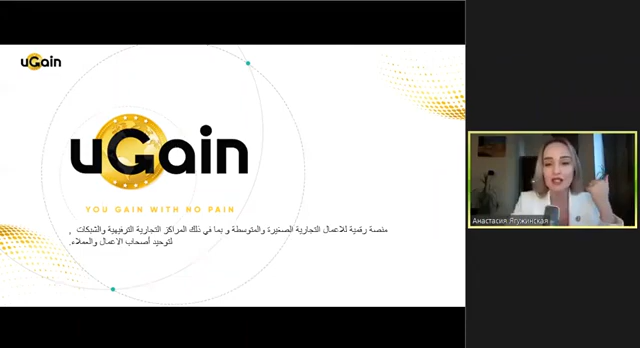 uGain
uGain
YOU GAIN WITH NO PAIN
منصة رقمية للاعمال التجارية الصغيرة والمتوسطة و بما في ذلك المراكز التجارية الترفيهية والشبكات ,
لتوحيد أصحاب الاعمال والعملاء.
Анастасия Ягужинская